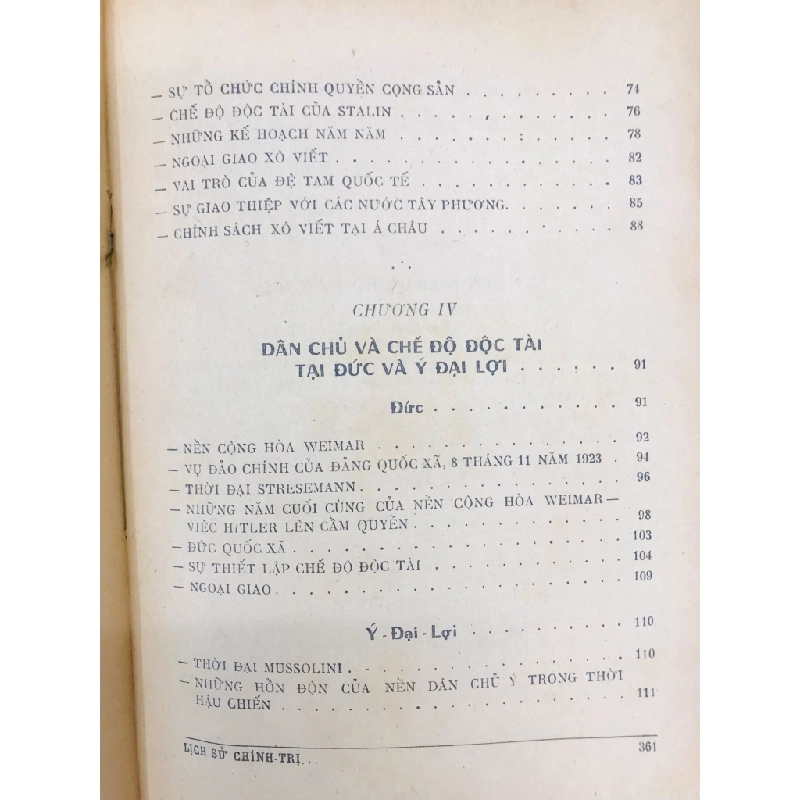 — SỰ TỔ CHỨC CHÍNH QUYỀN CỌNG SẢN . . . . . . . . 74
— CHẾ ĐỘ ĐỘC TÀI CỦA STALIN . . . . . . . . . . 76
— NHỮNG KẾ HOẠCH NĂM NĂM . . . . . . . . . . 78
— NGOẠI GIAO XÔ VIẾT . . . . . . . . . . . . . 82
— VAI TRÒ CỦA ĐỆ TAM QUỐC TẾ . . . . . . . . . 83
— SỰ GIAO THIỆP VỚI CÁC NƯỚC TÂY PHƯƠNG. . . . . . 85
— CHÍNH SÁCH XÔ VIẾT TẠI Á CHÂU . . . . . . . . . 88
CHƯƠNG IV
DÂN CHỦ VÀ CHẾ ĐỘ ĐỘC TÀI
TẠI ĐỨC VÀ Ý ĐẠI LỢI . . . . . . 91
Đức . . . . . . . . . . . 91
— NỀN CỘNG HÒA WEIMAR . . . . . . . . . . . . 92
— VỤ ĐẢO CHÍNH CỦA ĐẢNG QUỐC XÃ, 8 THÁNG 11 NĂM 1923 . 94
— THỜI ĐẠI STRESEMANN . . . . . . . . . . . . 96
— NHỮNG NĂM CUỐI CÙNG CỦA NỀN CỘNG HÒA WEIMAR —
VIỆC HITLER LÊN CẦM QUYỀN . . . . . . . . . . 98
— ĐỨC QUỐC XÃ . . . . . . . . . . . . . . . 103
— SỰ THIẾT LẬP CHẾ ĐỘ ĐỘC TÀI . . . . . . . . . 104
— NGOẠI GIAO . . . . . . . . . . . . . . . . 109
Ý - Đại - Lợi . . . . . . . . . 110
— THỜI ĐẠI MUSSOLINI . . . . . . . . . . . . . 110
— NHỮNG HỖN ĐỘN CỦA NỀN DÂN CHỦ Ý TRONG THỜI
HẬU CHIẾN . . . . . . . . . . . . . . . . 111
LỊCH SỬ CHÍNH-TRỊ... 361